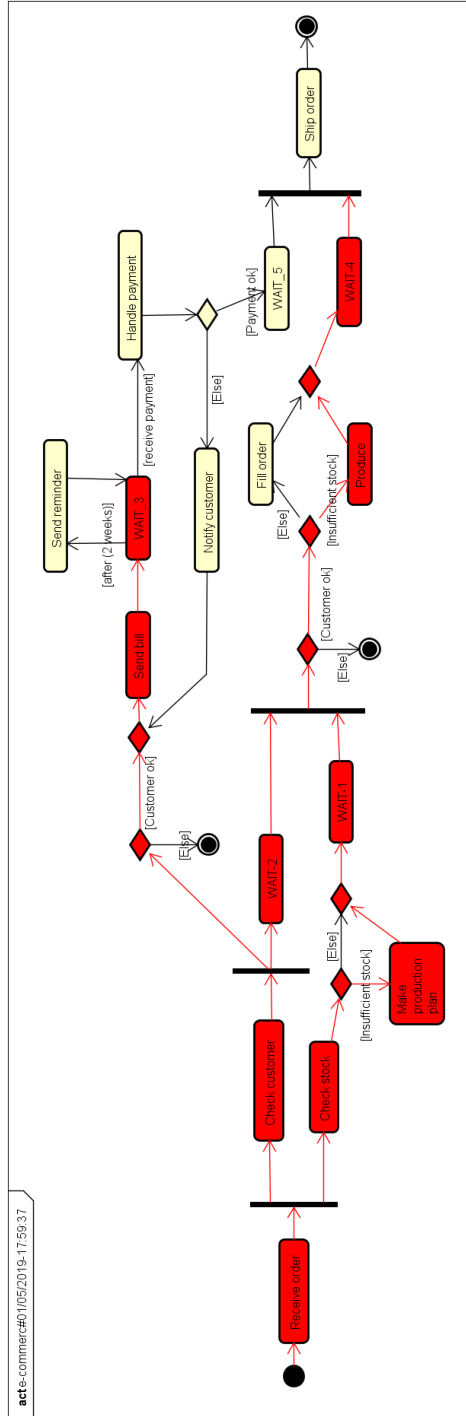 act e-commerc#01/05/2019-17:59:37
Receive order
Check customer
Check stock
[Insufficient stock]
[Else]
Make
production
plan
WAIT-2
WAIT-1
[Customer ok]
[Else]
Send bill
WAIT_3
[after (2 weeks)]
Send reminder
[receive payment]
Handle payment
[Else]
[Payment ok]
Notify customer
WAIT_5
[Customer ok]
[Else]
[Else]
[Insufficient stock]
Fill order
Produce
WAIT-4
Ship order